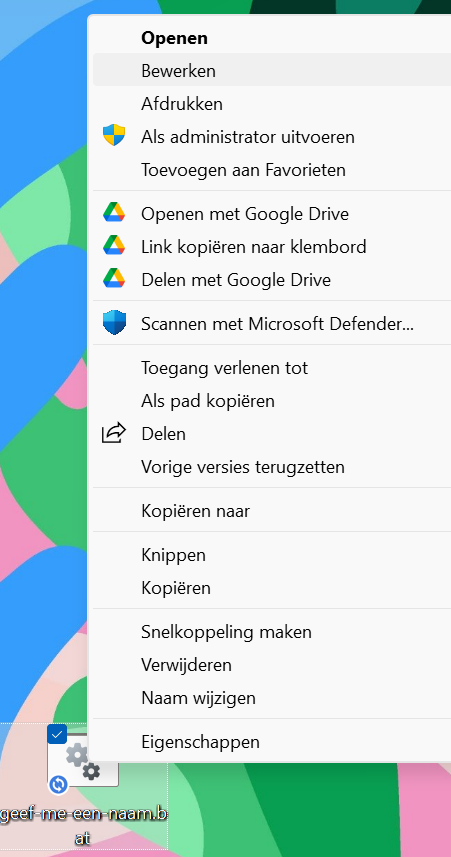 Openen
Bewerken
Afdrukken
Als administrator uitvoeren
Toevoegen aan Favorieten
Openen met Google Drive
Link kopiëren naar klembord
Delen met Google Drive
Scannen met Microsoft Defender...
Toegang verlenen tot
Als pad kopiëren
Delen
Vorige versies terugzetten
Kopiëren naar
Knippen
Kopiëren
Snelkoppeling maken
Verwijderen
Naam wijzigen
Eigenschappen
geef-me-een-naam.b
at